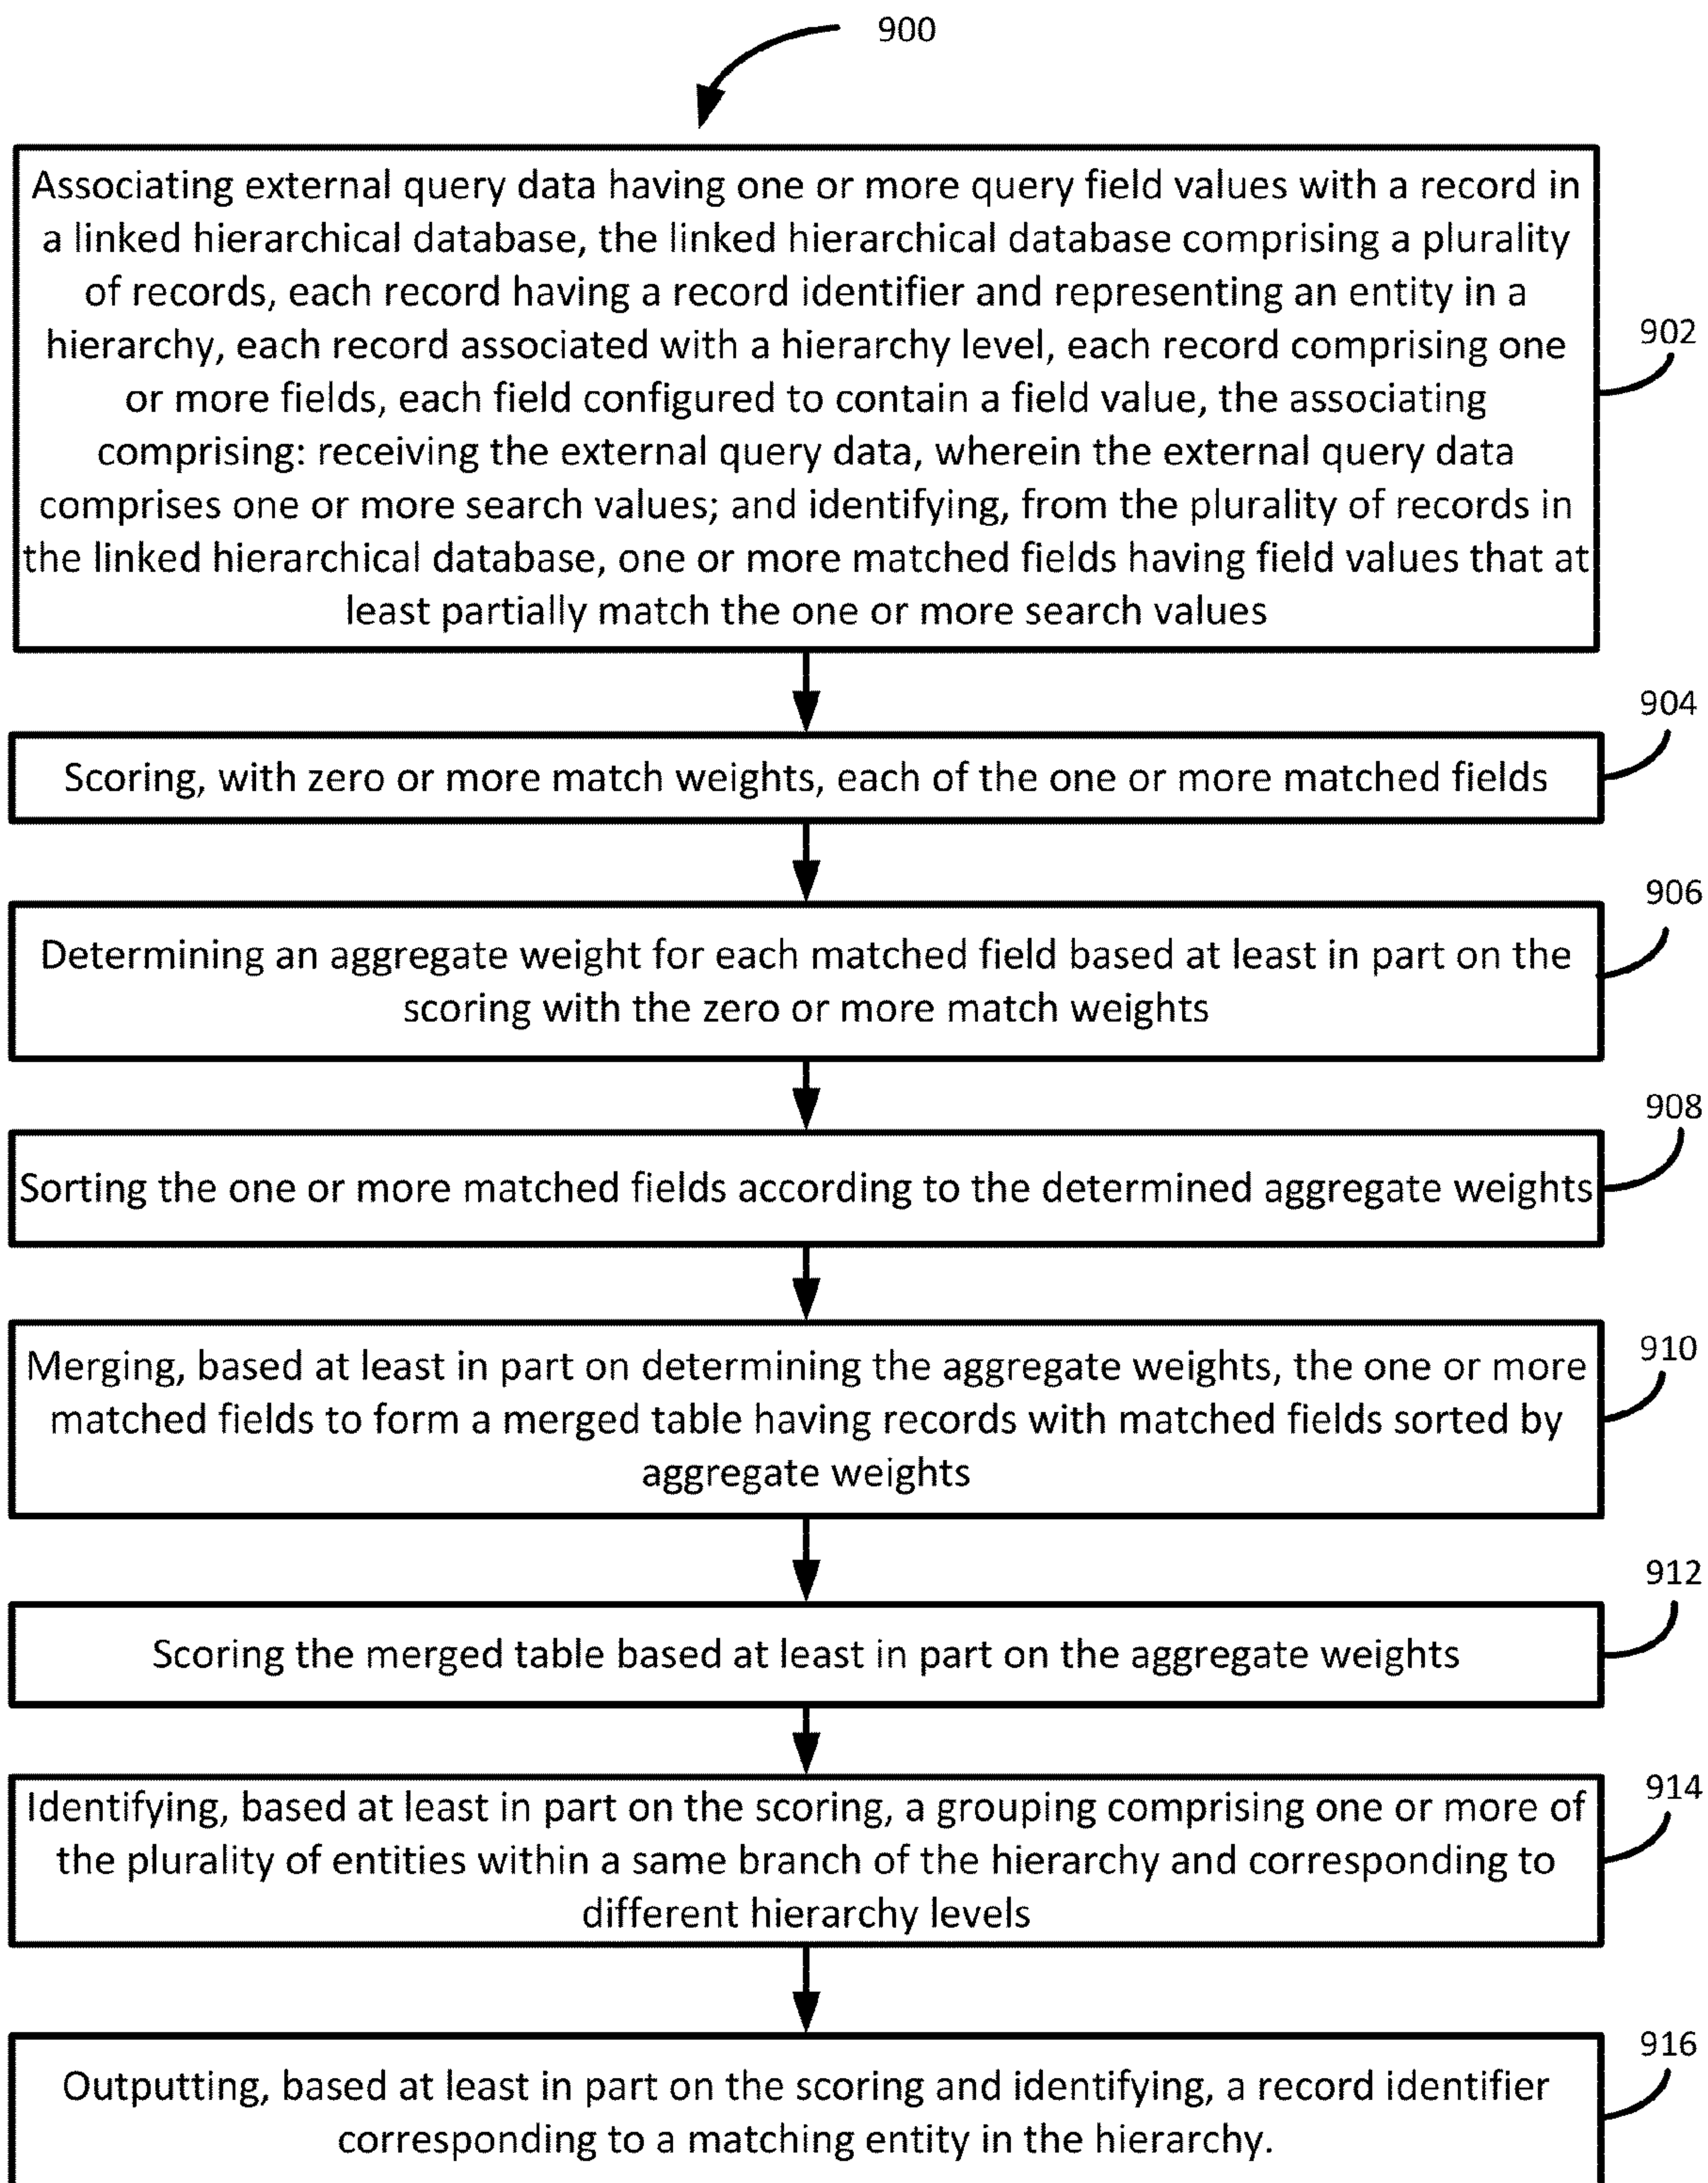 900
Associating external query data having one or more query field values with a record in
a linked hierarchical database, the linked hierarchical database comprising a plurality
of records, each record having a record identifier and representing an entity in a
hierarchy, each record associated with a hierarchy level, each record comprising one
or more fields, each field configured to contain a field value, the associating
comprising: receiving the external query data, wherein the external query data
comprises one or more search values; and identifying, from the plurality of records in
the linked hierarchical database, one or more matched fields having field values that at
least partially match the one or more search values
902
904
Scoring, with zero or more match weights, each of the one or more matched fields
906
Determining an aggregate weight for each matched field based at least in part on the
scoring with the zero or more match weights
908
Sorting the one or more matched fields according to the determined aggregate weights
910
Merging, based at least in part on determining the aggregate weights, the one or more
matched fields to form a merged table having records with matched fields sorted by
aggregate weights
912
Scoring the merged table based at least in part on the aggregate weights
914
Identifying, based at least in part on the scoring, a grouping comprising one or more of
the plurality of entities within a same branch of the hierarchy and corresponding to
different hierarchy levels
916
Outputting, based at least in part on the scoring and identifying, a record identifier
corresponding to a matching entity in the hierarchy.